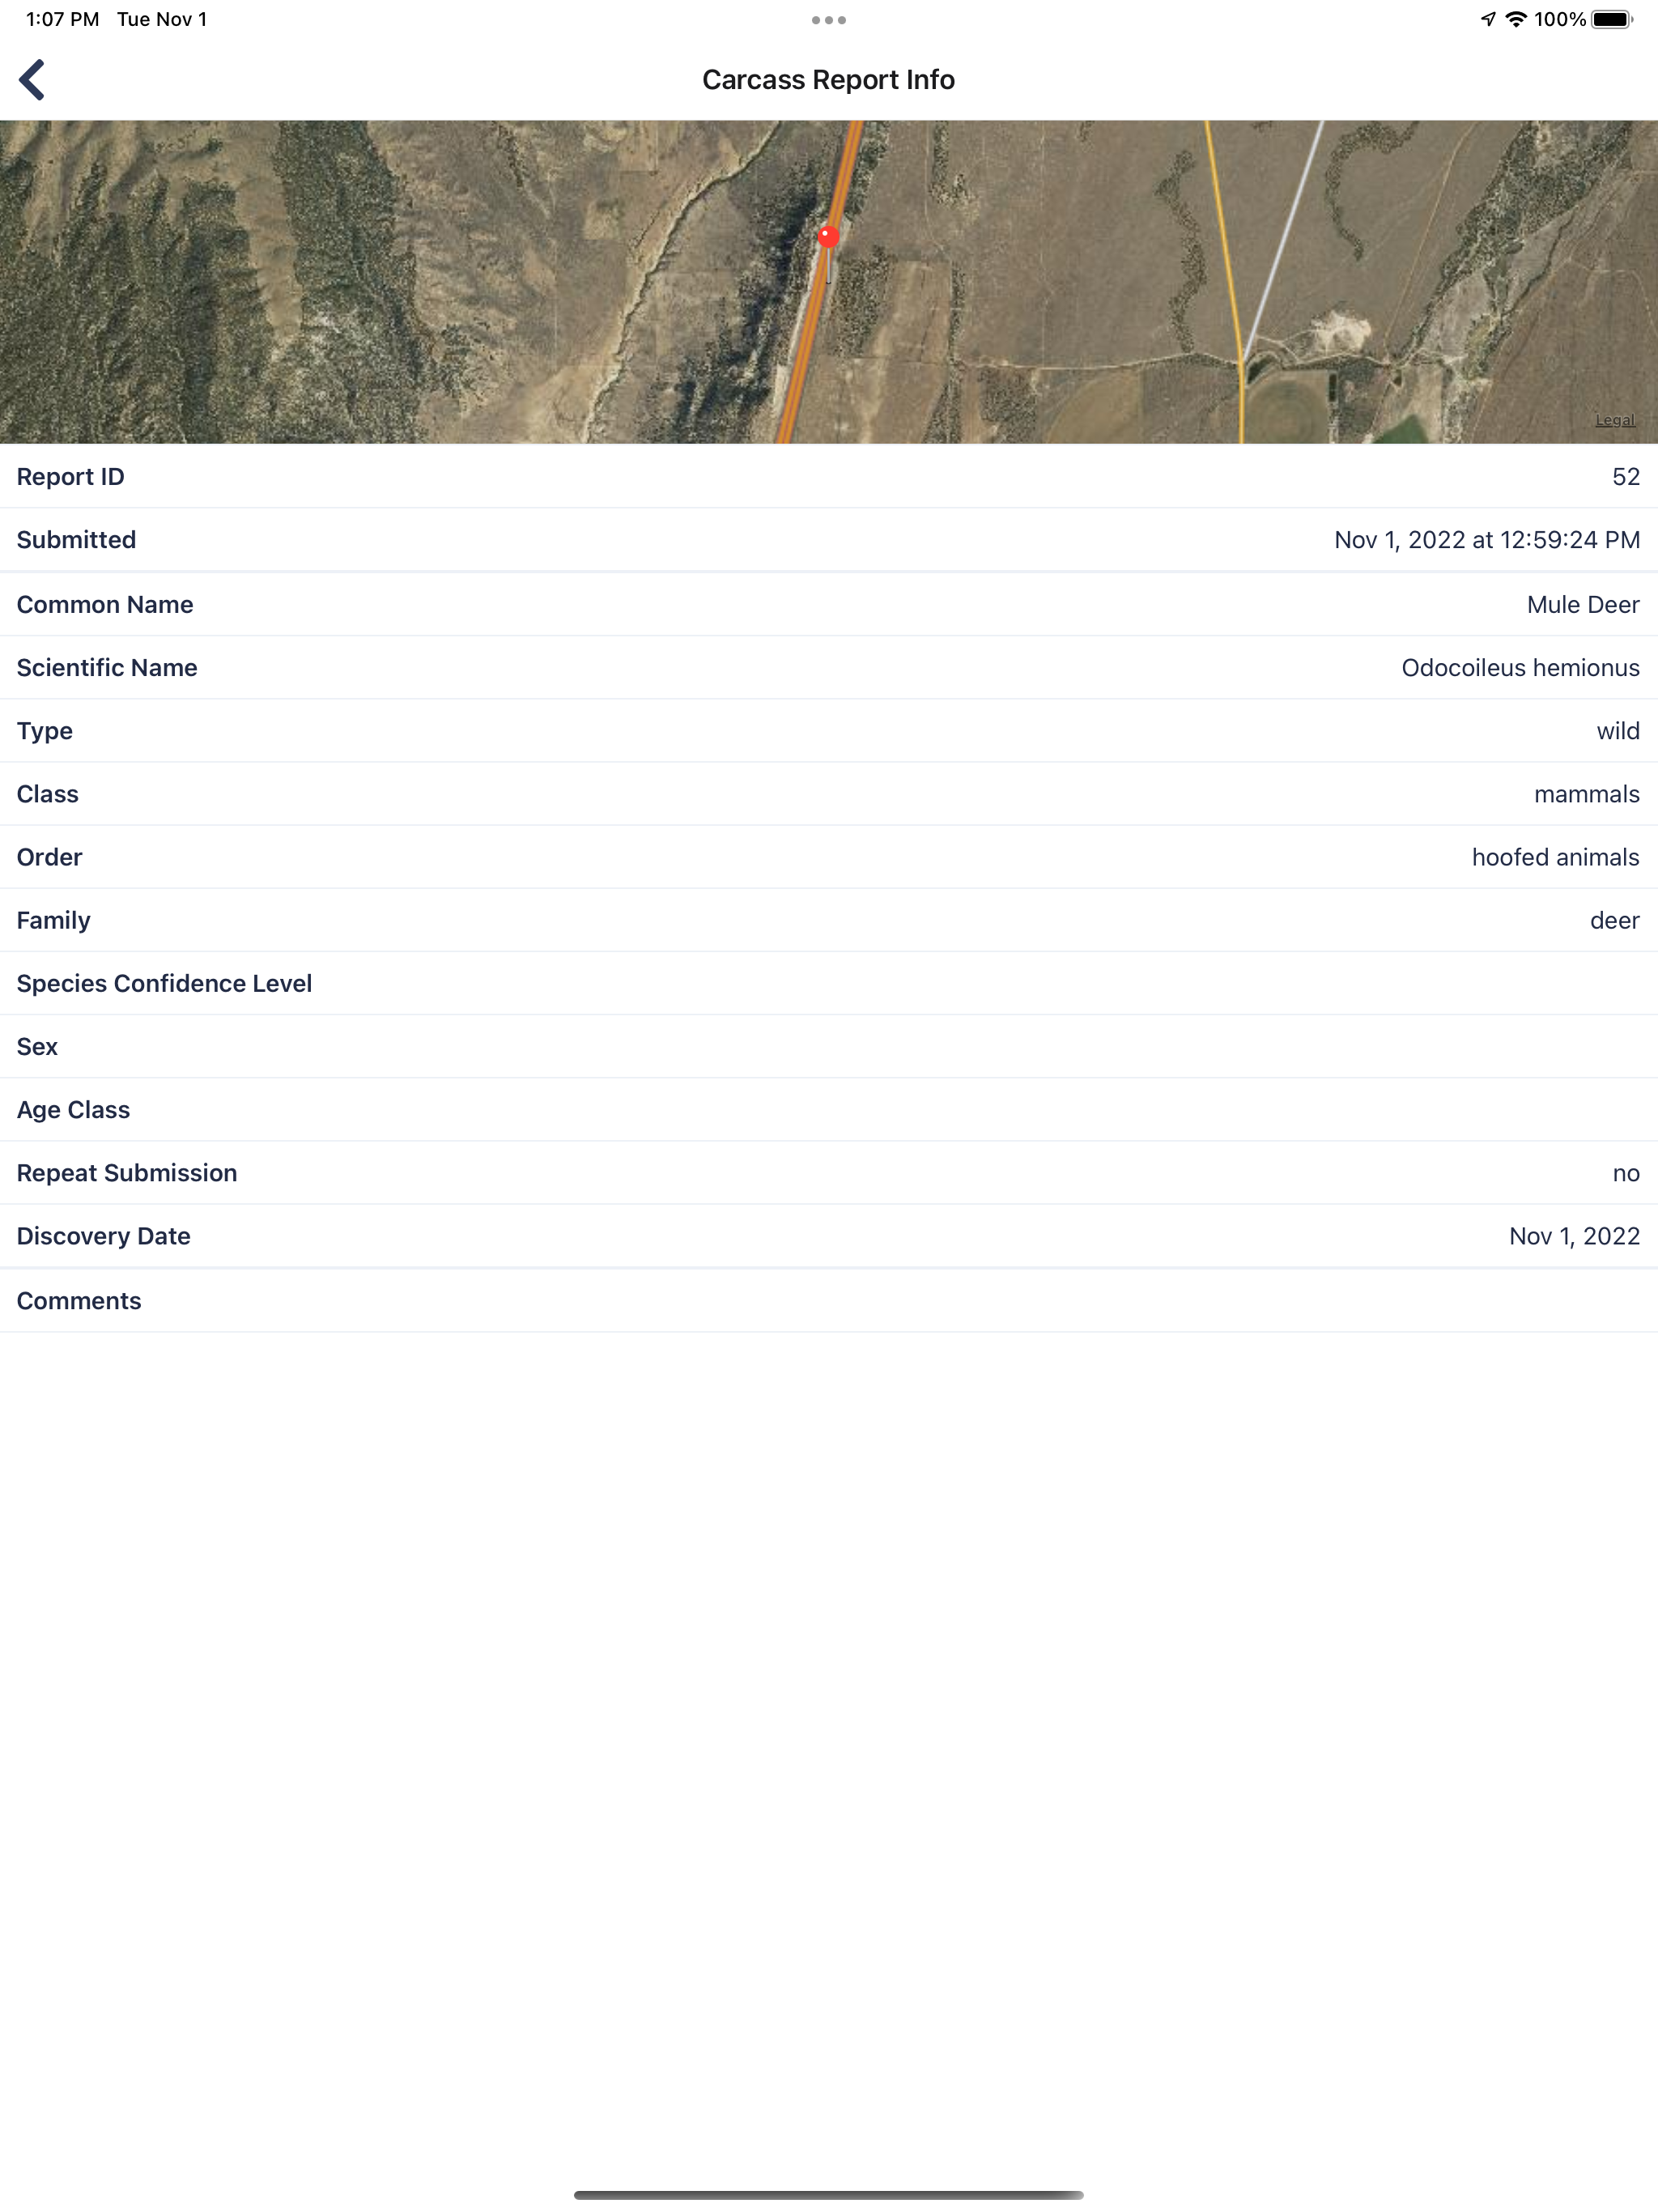 1:07 PM Tue Nov 1 100%
Carcass Report Info
Legal
Report ID 52
Submitted Nov 1, 2022 at 12:59:24 PM
Common Name Mule Deer
Scientific Name Odocoileus hemionus
Type wild
Class mammals
Order hoofed animals
Family deer
Species Confidence Level
Sex
Age Class
Repeat Submission no
Discovery Date Nov 1, 2022
Comments